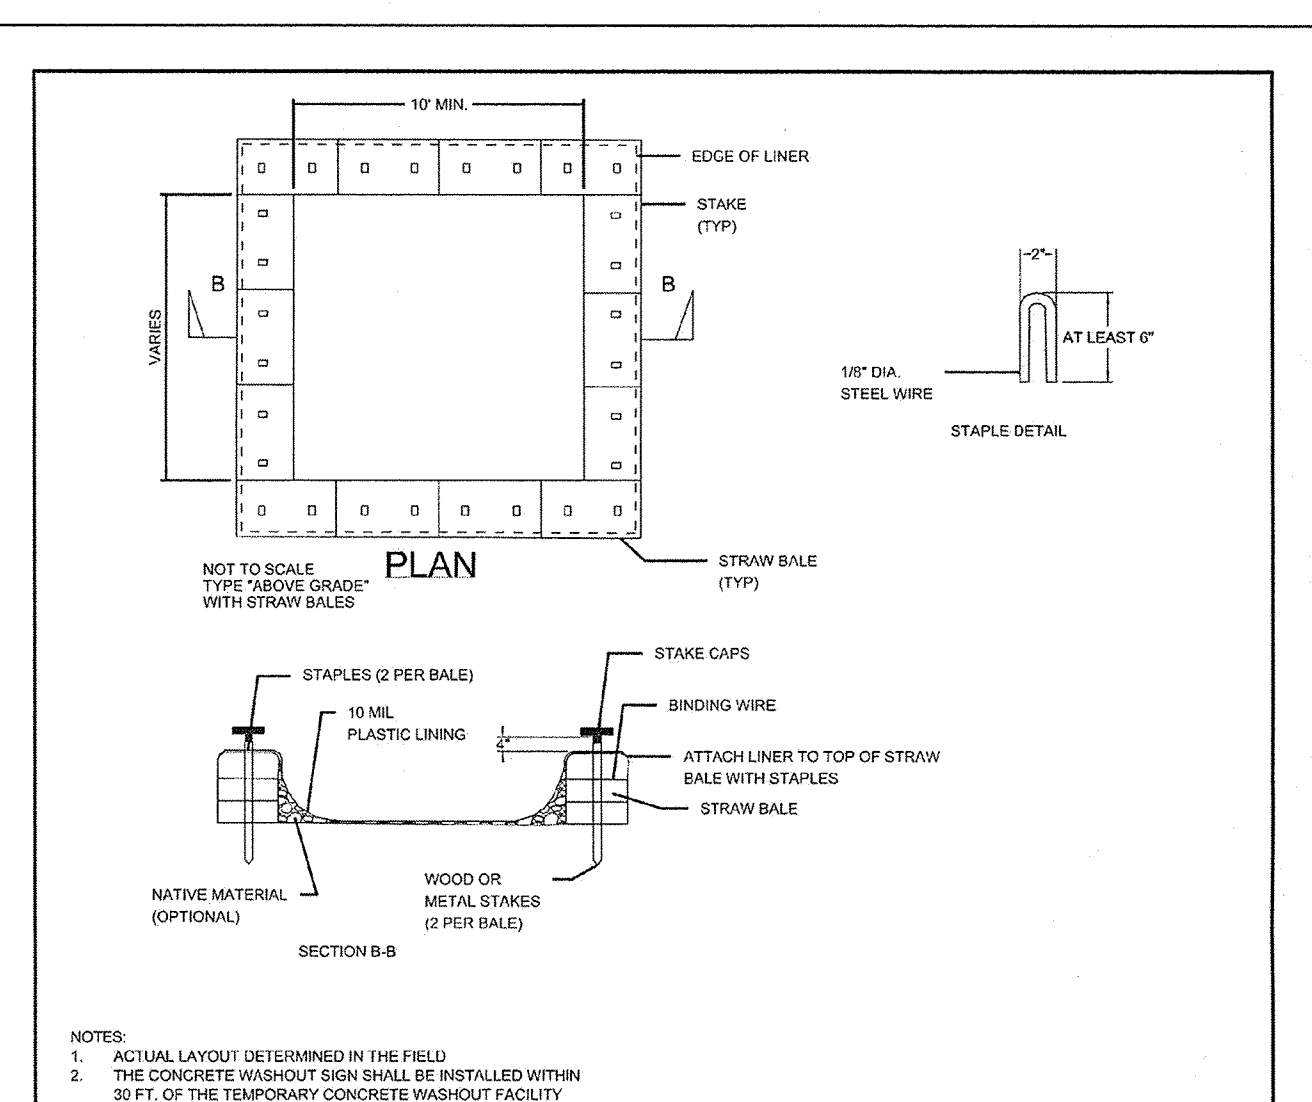 10' MIN.
EDGE OF LINER
STAKE
(TYP)
B
B
VARIES
-2"-
AT LEAST 6"
1/8" DIA.
STEEL WIRE
STAPLE DETAIL
PLAN
NOT TO SCALE
TYPE "ABOVE GRADE"
WITH STRAW BALES
STRAW BALE
(TYP)
STAKE CAPS
STAPLES (2 PER BALE)
BINDING WIRE
10 MIL
PLASTIC LINING
4"
ATTACH LINER TO TOP OF STRAW
BALE WITH STAPLES
STRAW BALE
WOOD OR
METAL STAKES
(2 PER BALE)
NATIVE MATERIAL
(OPTIONAL)
SECTION B-B
NOTES:
1. ACTUAL LAYOUT DETERMINED IN THE FIELD
2. THE CONCRETE WASHOUT SIGN SHALL BE INSTALLED WITHIN
30 FT. OF THE TEMPORARY CONCRETE WASHOUT FACILITY